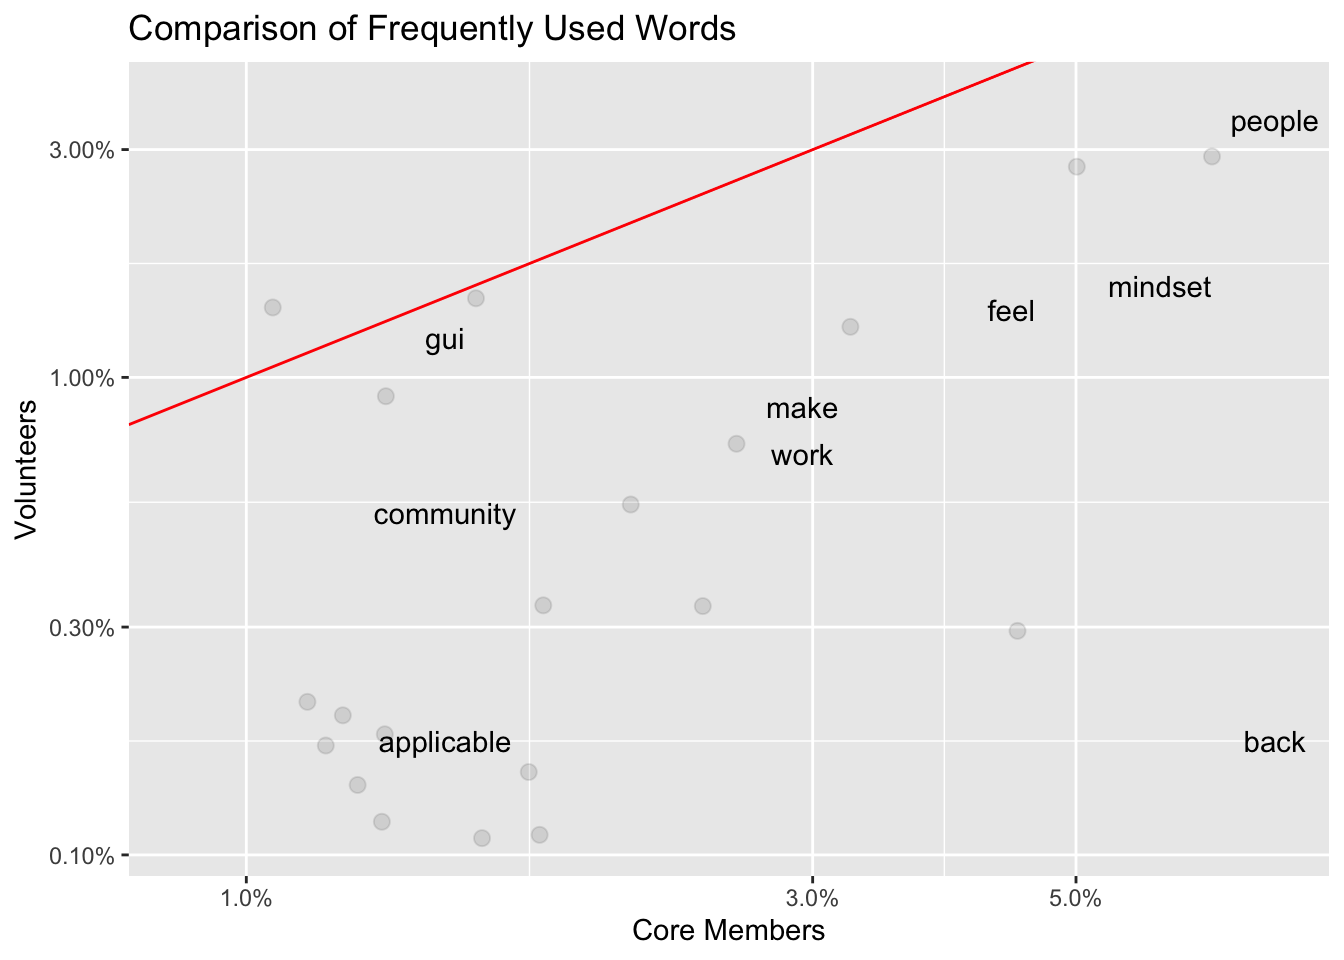 Comparison of Frequently Used Words
people
3.00%
mindset
feel
gui
1.00%
make
work
community
Volunteers
0.30%
applicable
back
0.10%
1.0%
3.0%
5.0%
Core Members